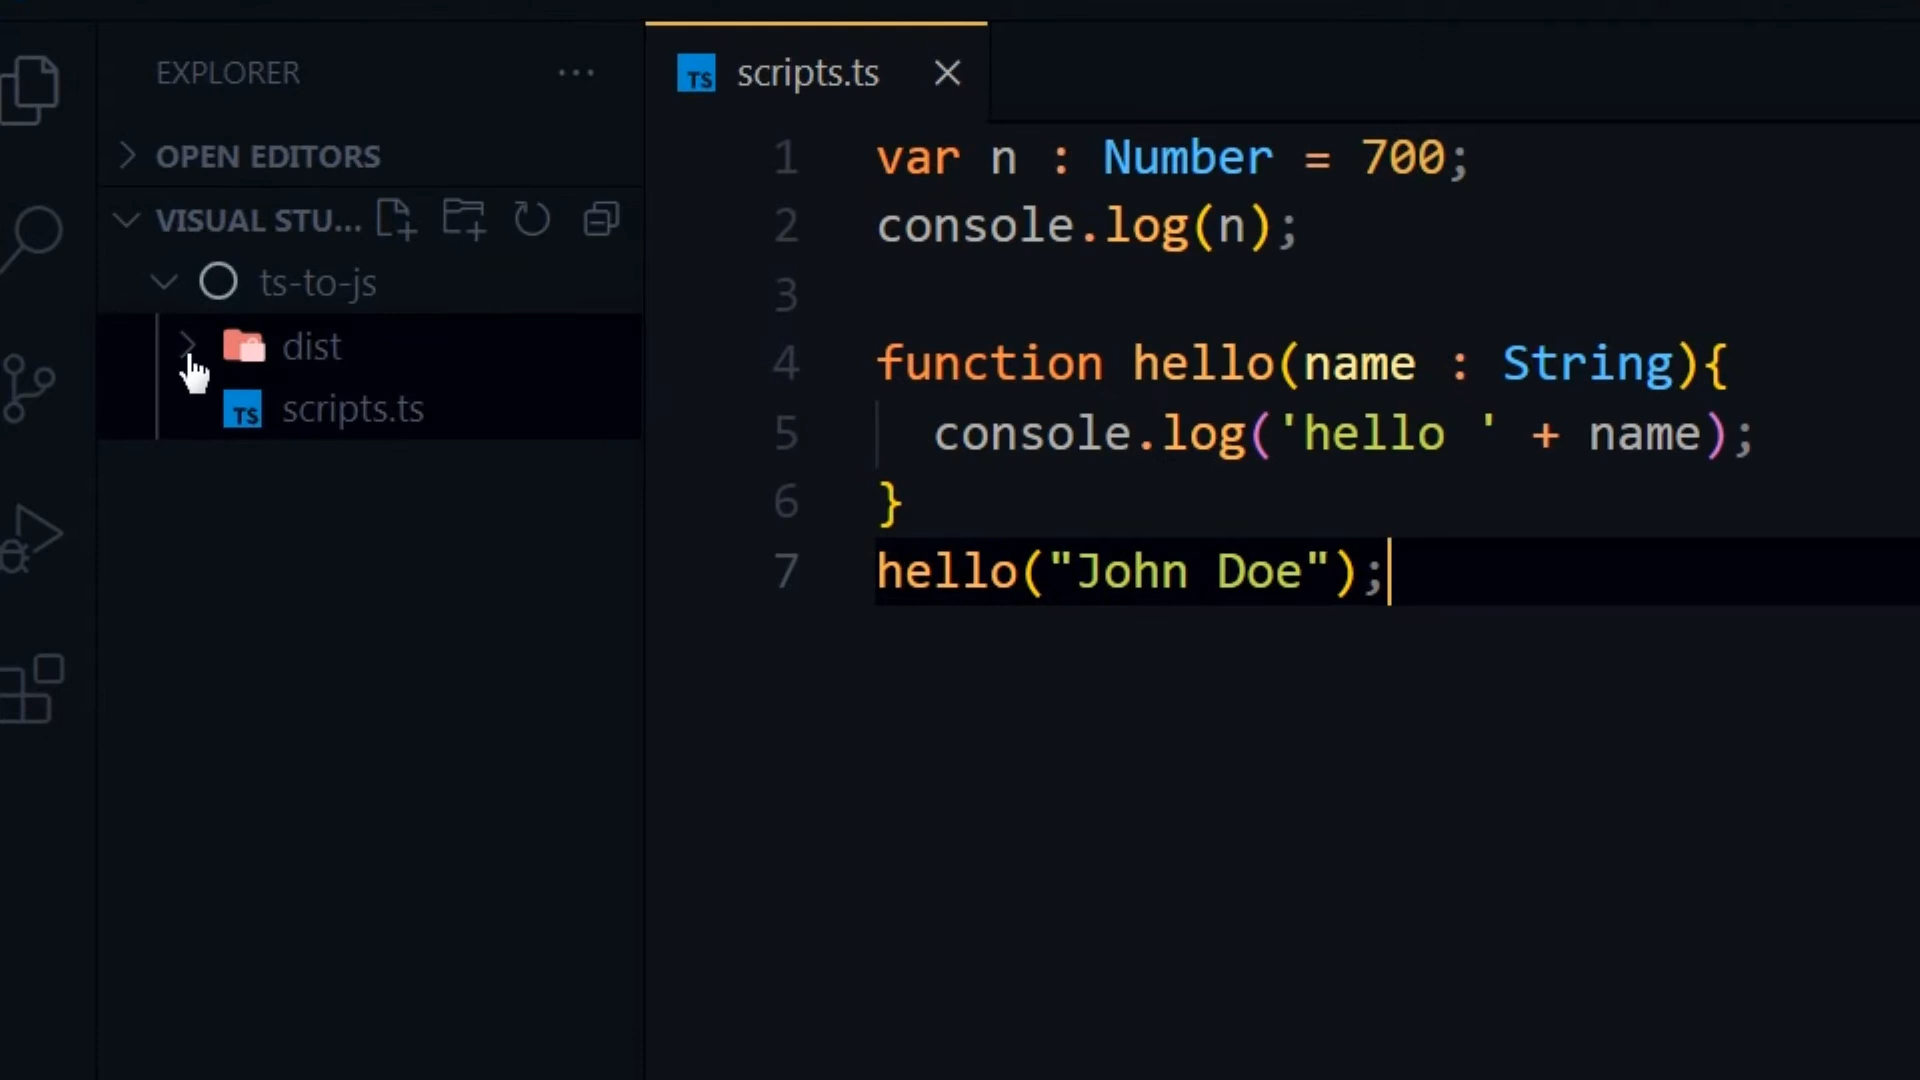 EXPLORER
OPEN EDITORS
VISUAL STU...
ts-to-js
dist
TS scripts.ts
TS scripts.ts
1 var n : Number = 700;
2 console.log(n);
3
4 function hello(name : String){
5 console.log('hello ' + name);
6 }
7 hello("John Doe");